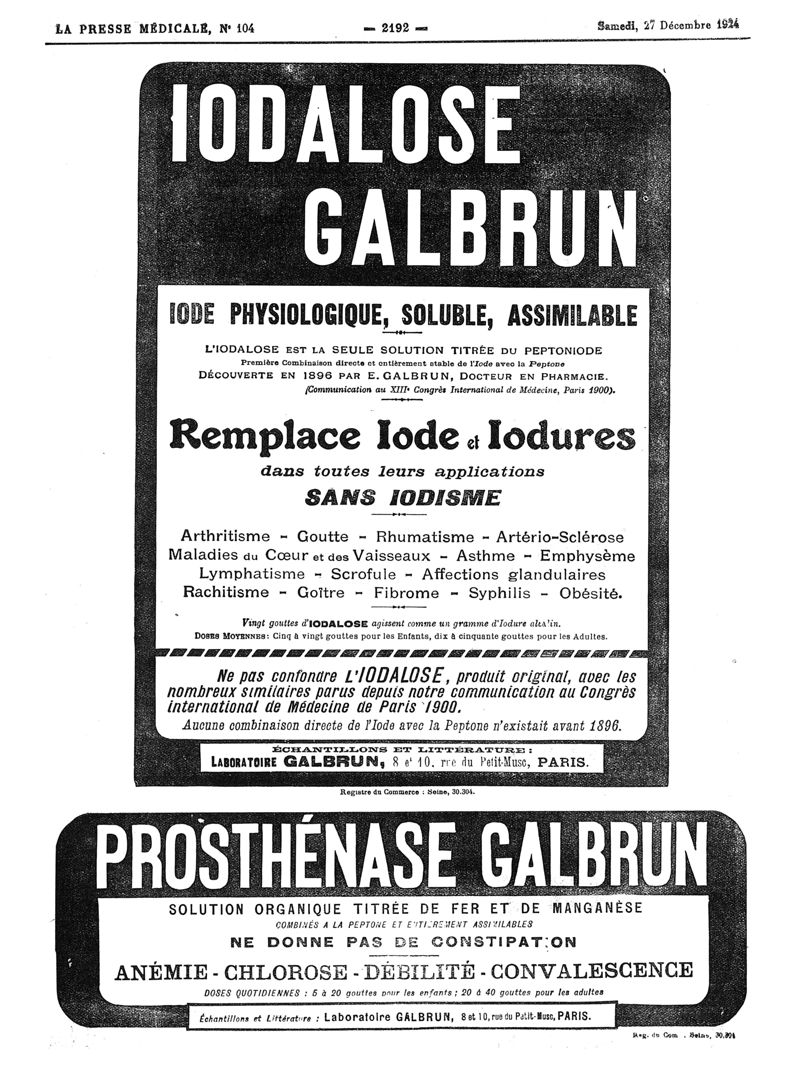 LA PRESSE MÉDICALE, N° 104 — 2192 — Samedi, 27 Décembre 1924
IODALOSE
GALBRUN
IODE PHYSIOLOGIQUE, SOLUBLE, ASSIMILABLE
L'IODALOSE EST LA SEULE SOLUTION TITRÉE DU PEPTONIODE
Première Combinaison directe et entièrement stable de l'Iode avec la Peptone
DÉCOUVERTE EN 1896 PAR E. GALBRUN, DOCTEUR EN PHARMACIE.
(Communication au XIIIe Congrès International de Médecine, Paris 1900).
Remplace Iode et Iodures
dans toutes leurs applications
SANS IODISME
Arthritisme - Goutte - Rhumatisme - Artério-Sclérose
Maladies du Cœur et des Vaisseaux - Asthme - Emphysème
Lymphatisme - Scrofule - Affections glandulaires
Rachitisme - Goître - Fibrome - Syphilis - Obésité.
Vingt gouttes d'IODALOSE agissent comme un gramme d'Iodure alcalin.
DOSES MOYENNES : Cinq à vingt gouttes pour les Enfants, dix à cinquante gouttes pour les Adultes.
Ne pas confondre L'IODALOSE, produit original, avec les
nombreux similaires parus depuis notre communication au Congrès
international de Médecine de Paris 1900.
Aucune combinaison directe de l'Iode avec la Peptone n'existait avant 1896.
ÉCHANTILLONS ET LITTÉRATURE :
LABORATOIRE GALBRUN, 8 et 10, rue du Petit-Musc, PARIS.
Registre du Commerce : Seine, 30.304.
PROSTHÉNASE GALBRUN
SOLUTION ORGANIQUE TITRÉE DE FER ET DE MANGANÈSE
COMBINÉS A LA PEPTONE ET ENTIÈREMENT ASSIMILABLES
NE DONNE PAS DE CONSTIPATION
ANÉMIE - CHLOROSE - DÉBILITÉ - CONVALESCENCE
DOSES QUOTIDIENNES : 5 à 20 gouttes pour les enfants ; 20 à 40 gouttes pour les adultes
Échantillons et Littérature : Laboratoire GALBRUN, 8 et 10, rue du Petit-Musc, PARIS.
Reg. du Com. : Seine, 30.304